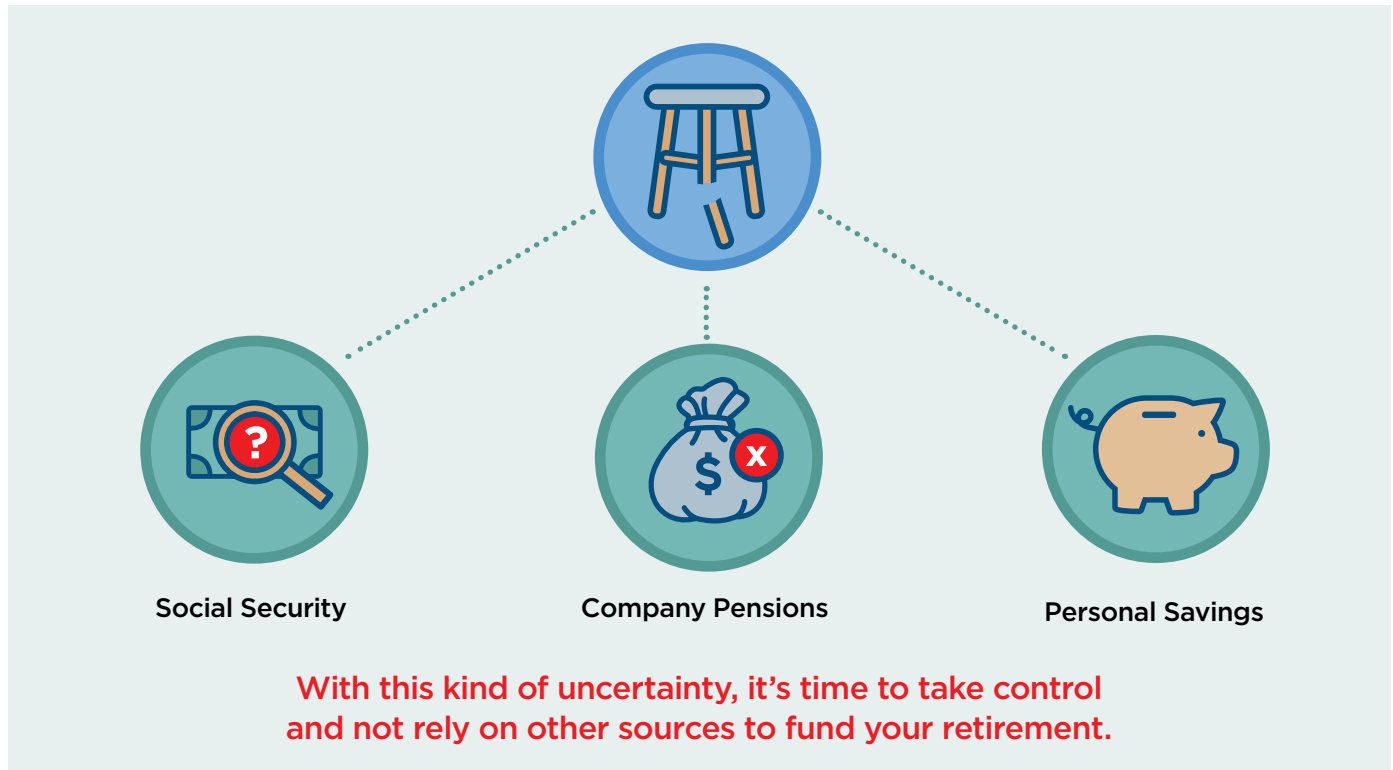 ?
$
x
Social Security
Company Pensions
Personal Savings
With this kind of uncertainty, it’s time to take control
and not rely on other sources to fund your retirement.